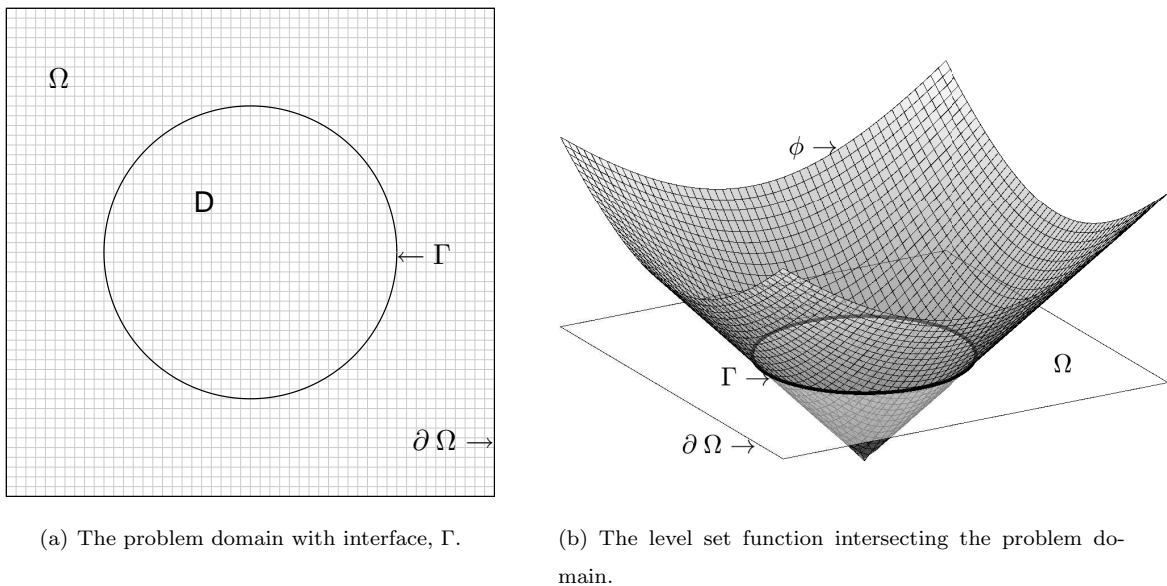 Ω
D
← Γ
∂ Ω →
ϕ →
Γ →
Ω
∂ Ω →
(a) The problem domain with interface, Γ.
(b) The level set function intersecting the problem do-
main.